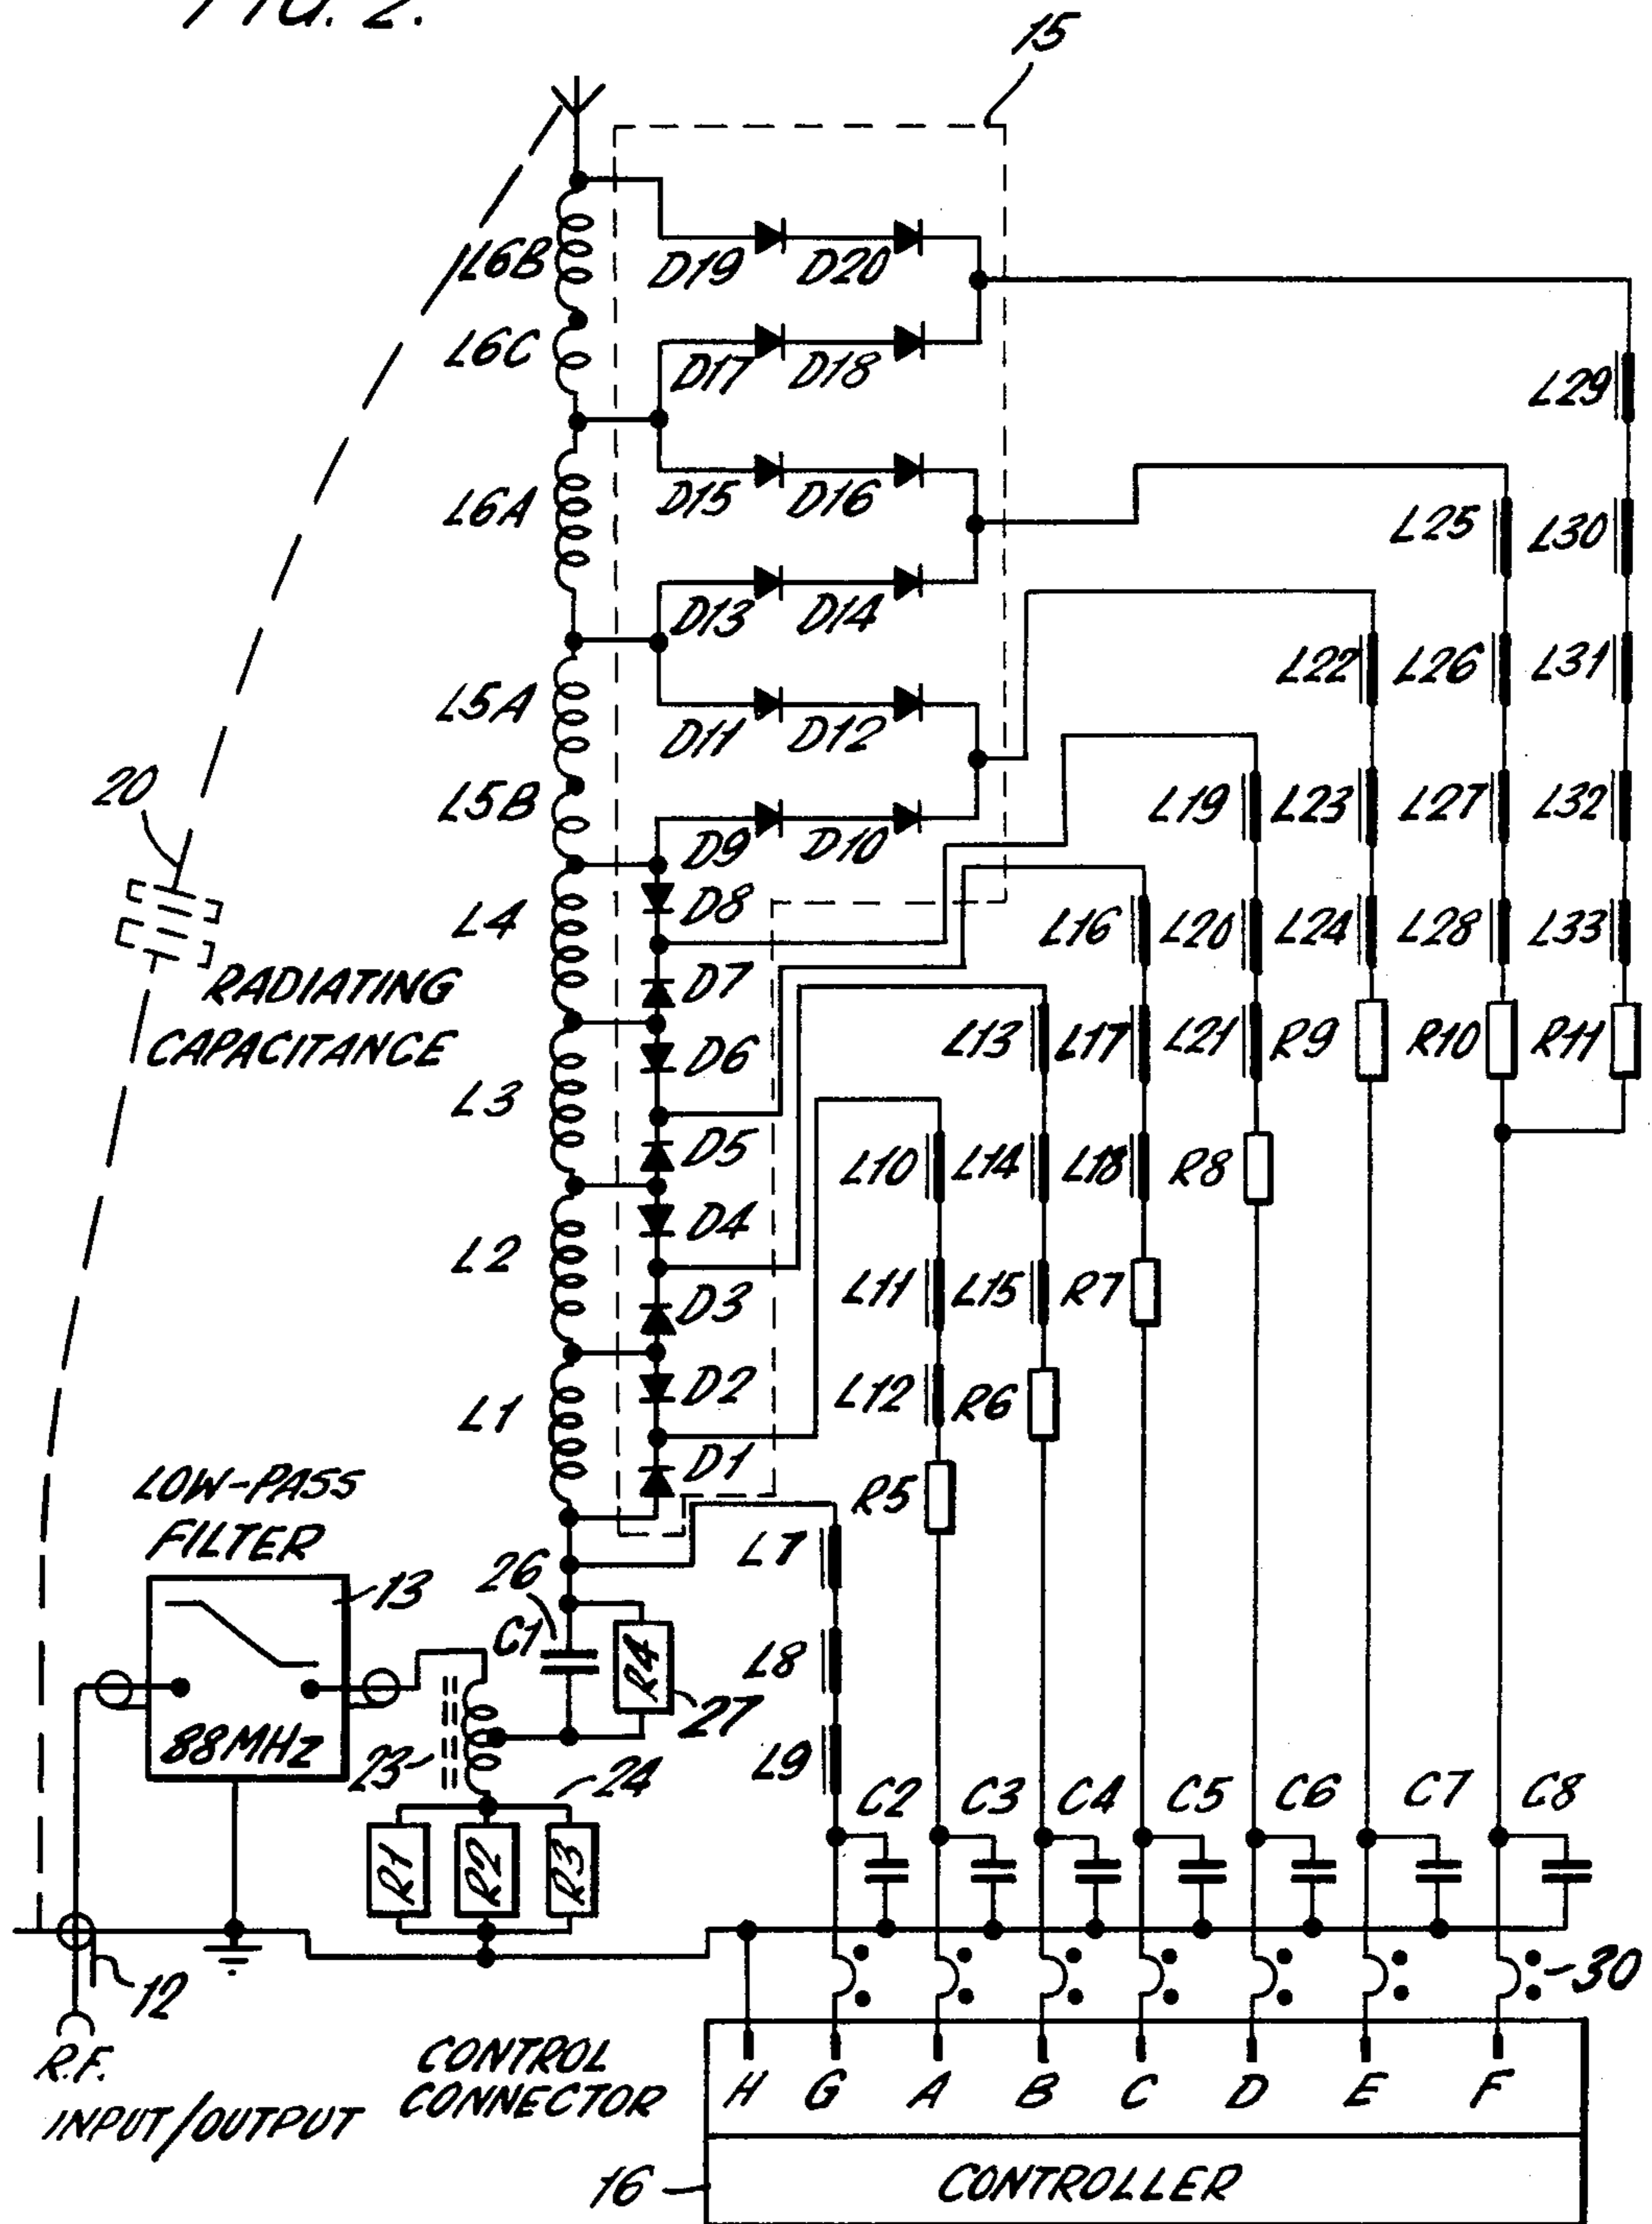 FIG. 2.
15
L6B
D19 D20
L6C
D17 D18
L29
L6A
D15 D16
L25 L30
D13 D14
L22 L26 L31
L5A
D11 D12
20
L5B
L19 L23 L27 L32
D9 D10
D8
L4
L16 L20 L24 L28 L33
RADIATING
CAPACITANCE
D7
L13 L17 L21 R9 R10 R11
D6
L3
D5
L10 L14 L18 R8
D4
L2
L11 L15 R7
D3
D2
L12 R6
L1
D1
R5
LOW-PASS
FILTER
L7
26
13
C1
R4
L8
27
88MHZ
23
24
L9
C2 C3 C4 C5 C6 C7 C8
R1 R2 R3
12
30
R.F.
INPUT/OUTPUT
CONTROL
CONNECTOR
H G A B C D E F
16
CONTROLLER